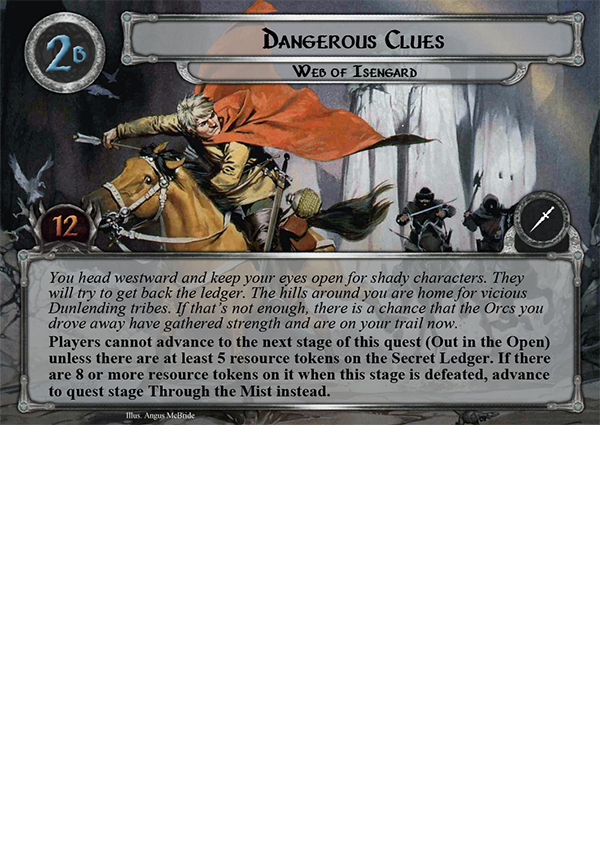 2B
Dangerous Clues
Web of Isengard
12
You head westward and keep your eyes open for shady characters. They
will try to get back the ledger. The hills around you are home for vicious
Dunlending tribes. If that's not enough, there is a chance that the Orcs you
drove away have gathered strength and are on your trail now.
Players cannot advance to the next stage of this quest (Out in the Open)
unless there are at least 5 resource tokens on the Secret Ledger. If there
are 8 or more resource tokens on it when this stage is defeated, advance
to quest stage Through the Mist instead.
Illus. Angus McBride